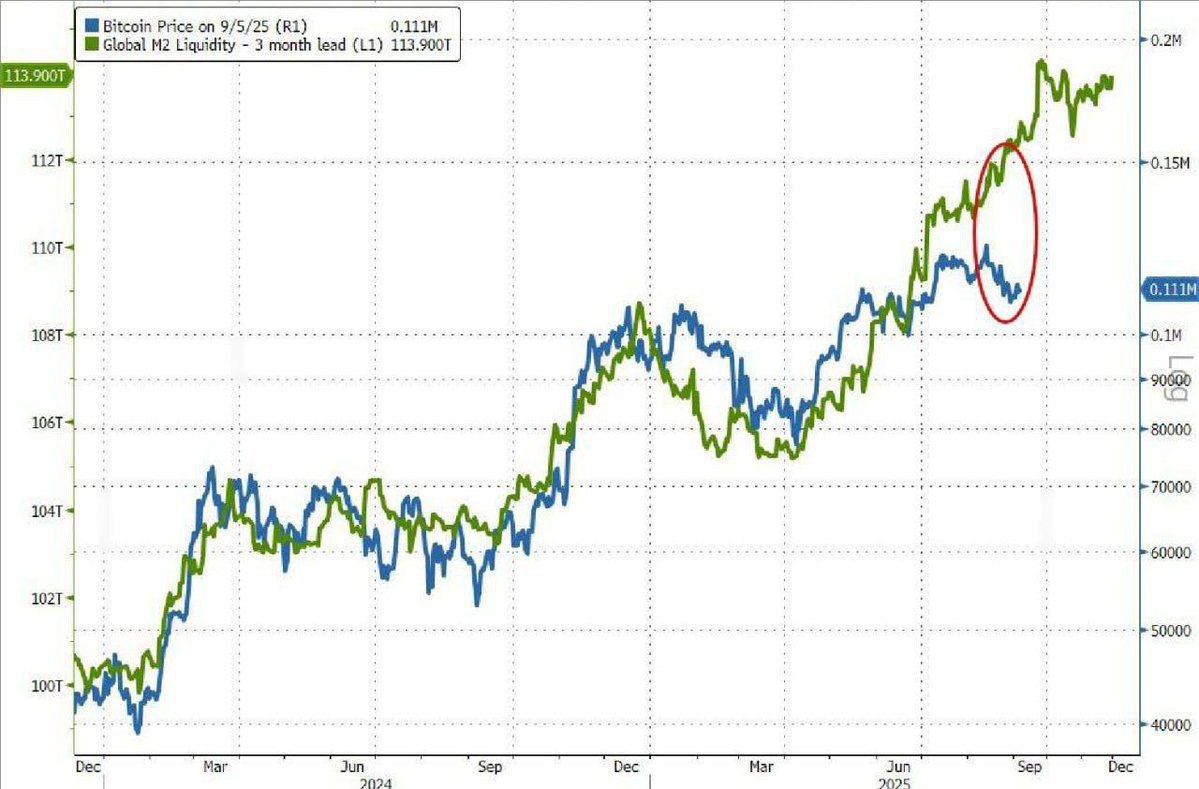 Bitcoin Price on 9/5/25 (R1) 0.111M
Global M2 Liquidity - 3 month lead (L1) 113.900T
113.900T
112T
110T
108T
106T
104T
102T
100T
0.2M
0.15M
0.111M
0.1M
90000
80000
70000
60000
50000
40000
Log
Dec Mar Jun Sep Dec Mar Jun Sep Dec
2024 2025